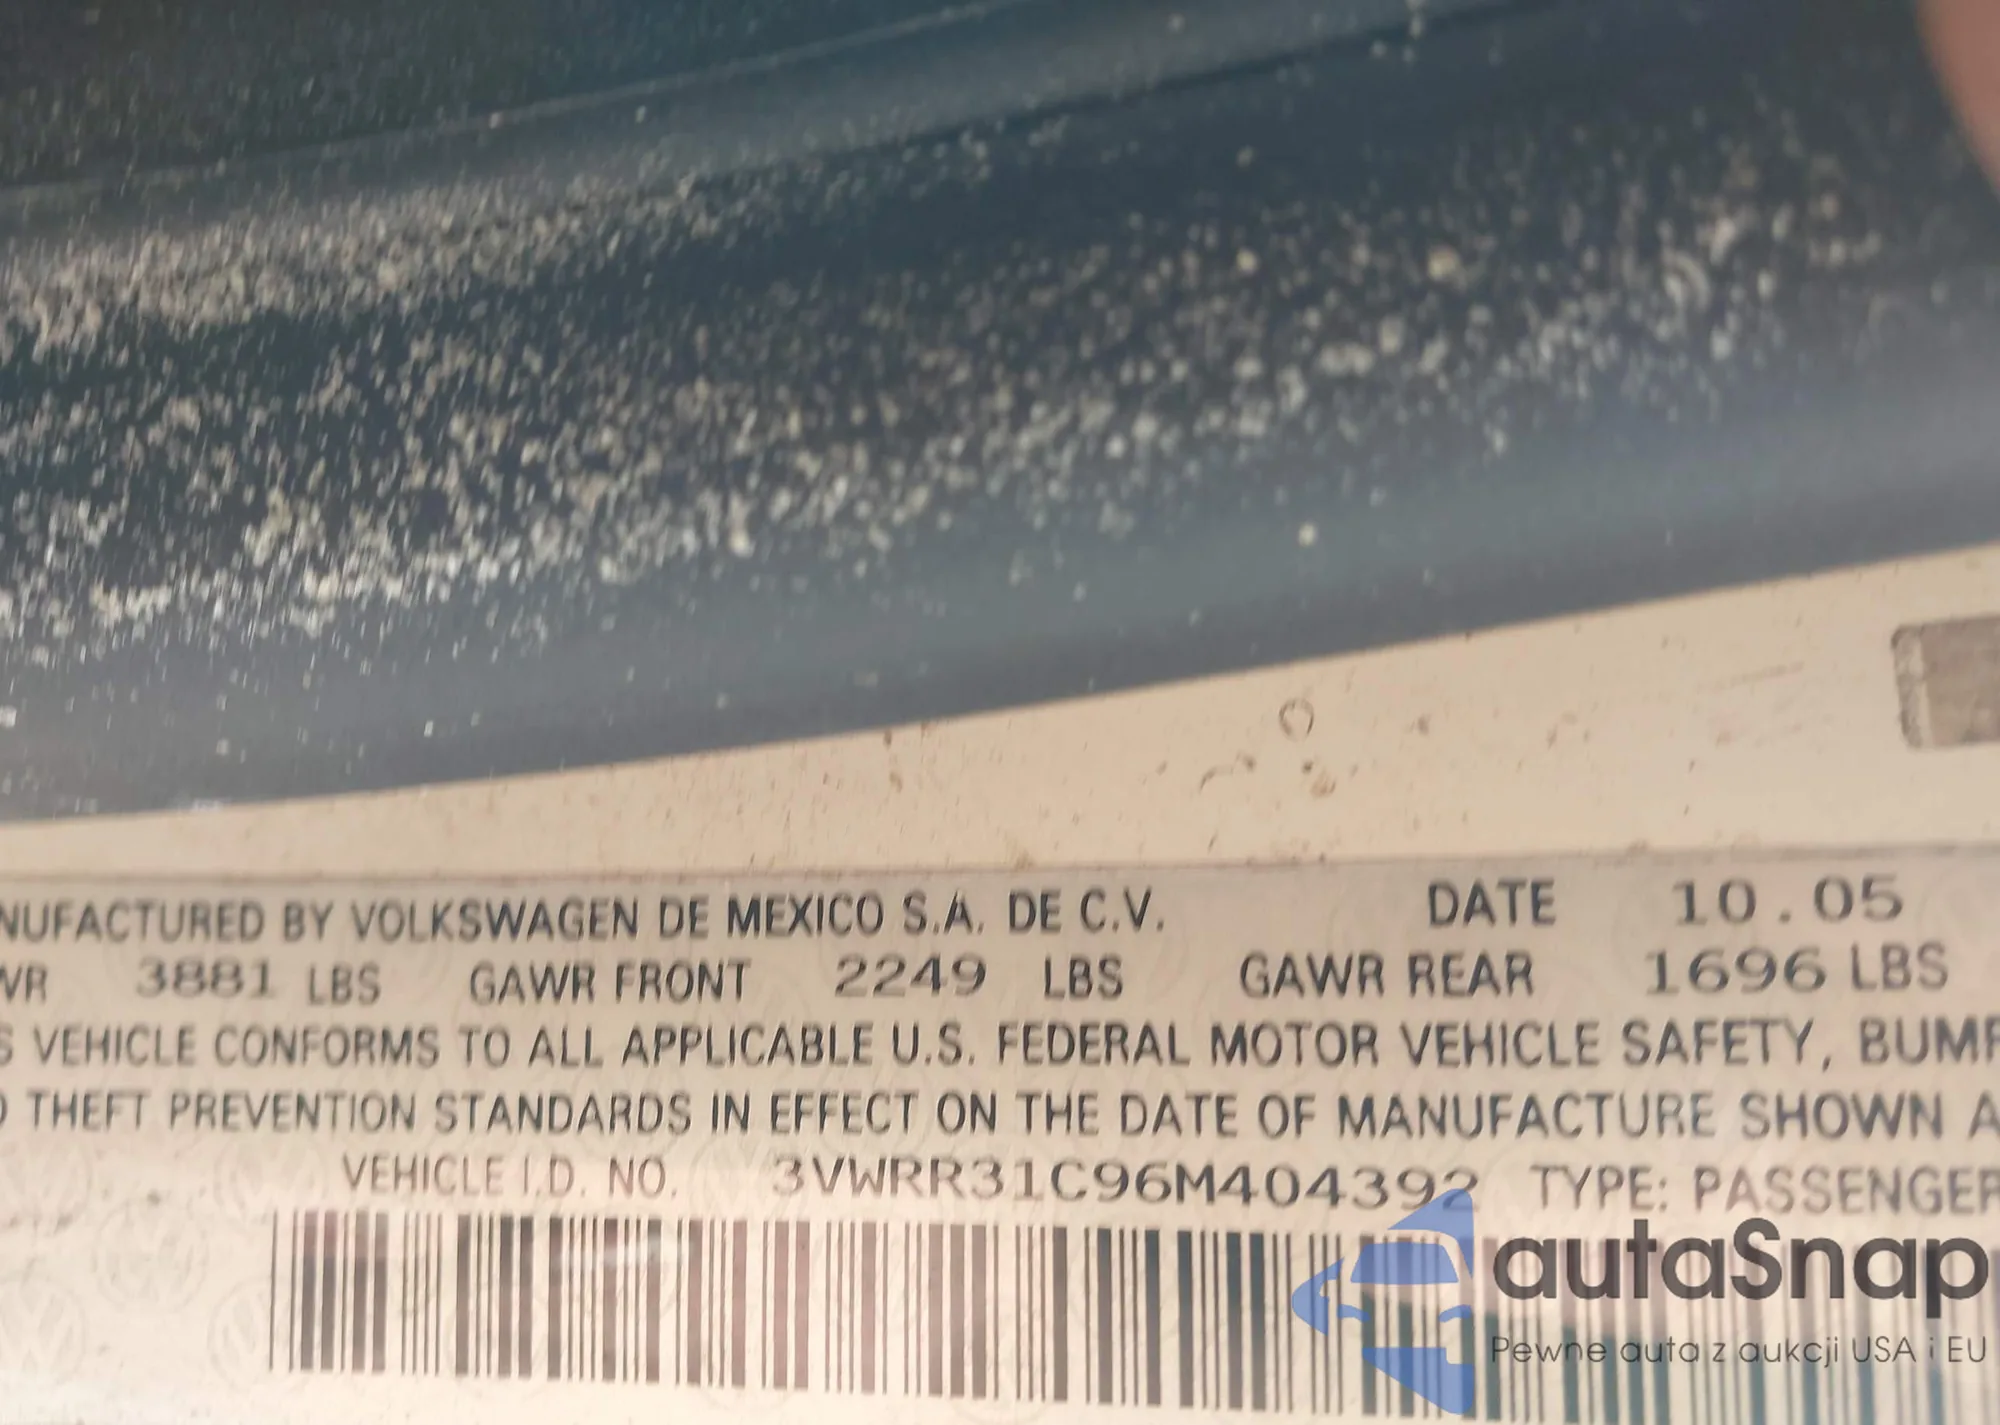 NUFACTURED BY VOLKSWAGEN DE MEXICO S.A. DE C.V. DATE 10.05
WR 3881 LBS GAWR FRONT 2249 LBS GAWR REAR 1696 LBS
S VEHICLE CONFORMS TO ALL APPLICABLE U.S. FEDERAL MOTOR VEHICLE SAFETY, BUMP
D THEFT PREVENTION STANDARDS IN EFFECT ON THE DATE OF MANUFACTURE SHOWN A
VEHICLE I.D. NO. 3VWRR31C96M404392 TYPE: PASSENGER
autaSnap
Pewne auta z aukcji USA i EU